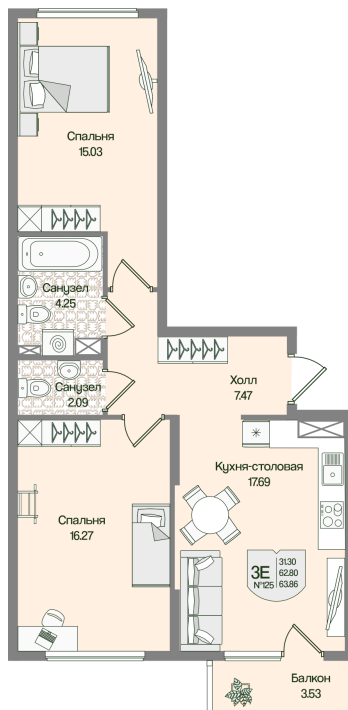 Спальня
15.03
Санузел
4.25
Холл
7.47
Санузел
2.09
Кухня-столовая
17.69
Спальня
16.27
3Е
№125
31.30
62.80
63.86
Балкон
3.53